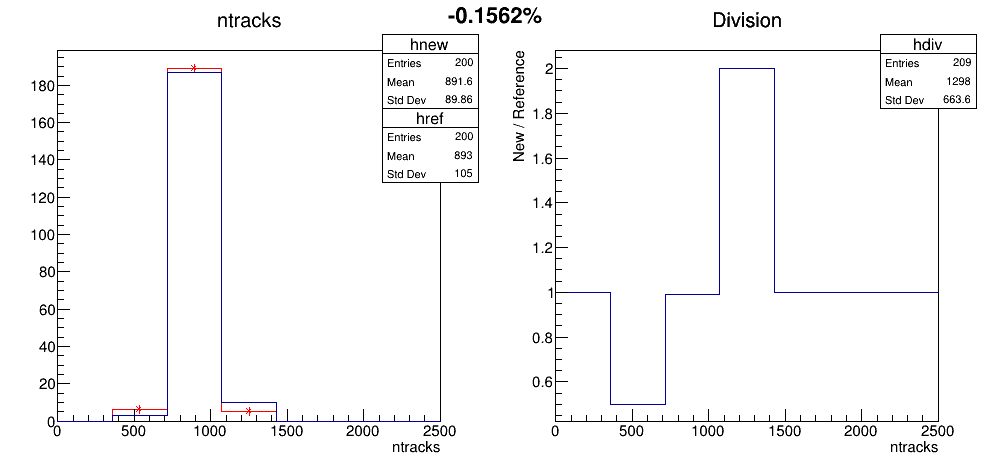 -0.1562%
ntracks
hnew
Entries 200
Mean 891.6
Std Dev 89.86
href
Entries 200
Mean 893
Std Dev 105
180
160
140
120
100
80
60
40
20
0
0 500 1000 1500 2000 2500
ntracks
Division
hdiv
Entries 209
Mean 1298
Std Dev 663.6
New / Reference
2
1.8
1.6
1.4
1.2
1
0.8
0.6
0 500 1000 1500 2000 2500
ntracks